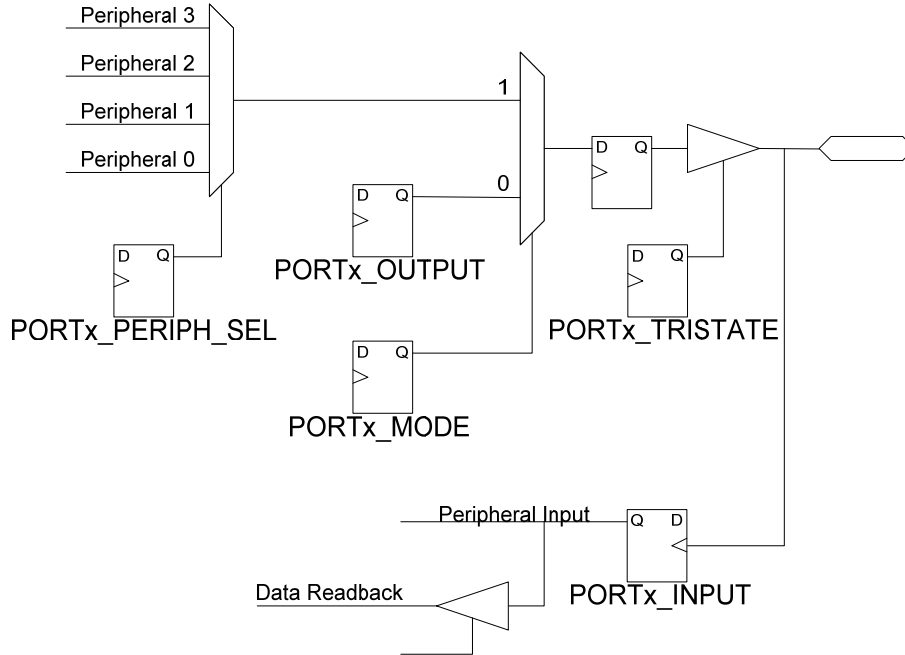 Peripheral 3
Peripheral 2
Peripheral 1
Peripheral 0
1
0
D Q
D Q
D Q
PORTx_OUTPUT
D Q
PORTx_PERIPH_SEL
D Q
PORTx_TRISTATE
D Q
PORTx_MODE
Peripheral Input
Q D
PORTx_INPUT
Data Readback